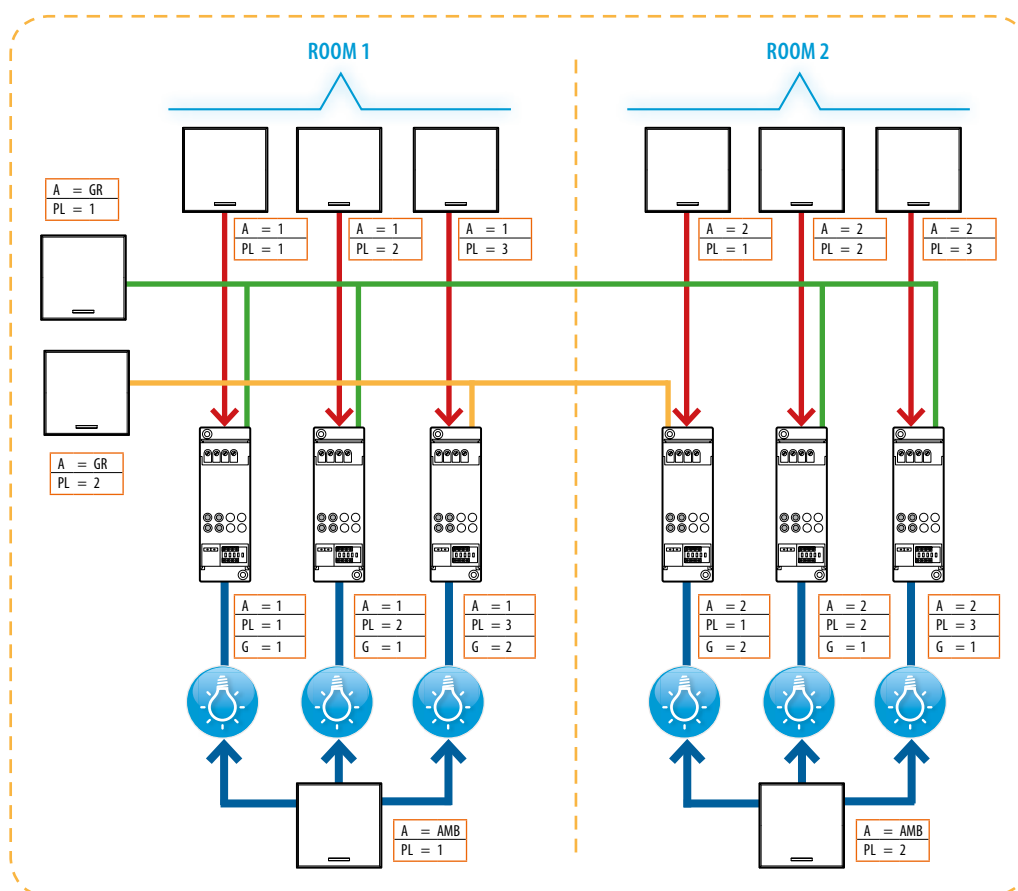 ROOM 1
ROOM 2
A = GR
PL = 1
A = 1
PL = 1
A = 1
PL = 2
A = 1
PL = 3
A = 2
PL = 1
A = 2
PL = 2
A = 2
PL = 3
A = GR
PL = 2
A = 1
PL = 1
G = 1
A = 1
PL = 2
G = 1
A = 1
PL = 3
G = 2
A = 2
PL = 1
G = 2
A = 2
PL = 2
G = 1
A = 2
PL = 3
G = 1
A = AMB
PL = 1
A = AMB
PL = 2